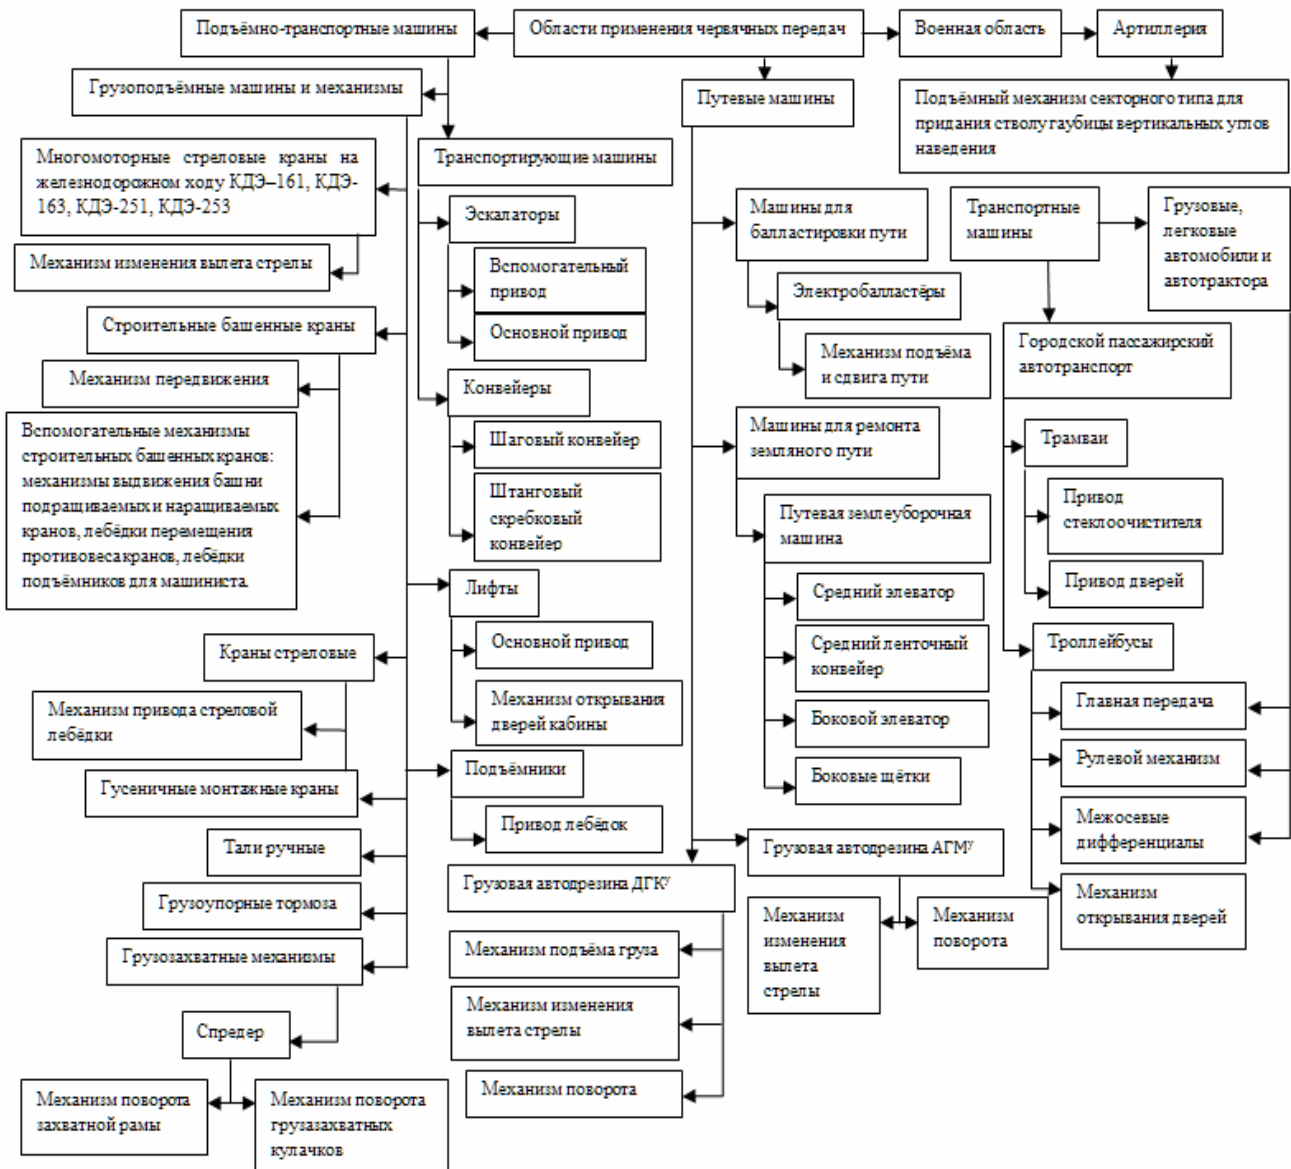 Подъёмно-транспортные машины
Области применения червячных передач
Военная область
Артиллерия
Грузоподъёмные машины и механизмы
Путевые машины
Подъёмный механизм секторного типа для
придания стволу гаубицы вертикальных углов
наведения
Многомоторные стреловые краны на
железнодорожном ходу КДЭ–161, КДЭ-
163, КДЭ-251, КДЭ-253
Механизм изменения вылета стрелы
Строительные башенные краны
Механизм передвижения
Вспомогательные механизмы
строительных башенных кранов:
механизмы выдвижения башни
подращиваемых и наращиваемых
кранов, лебёдки перемещения
противовеса кранов, лебёдки
подъёмников для машиниста.
Краны стреловые
Механизм привода стреловой
лебёдки
Гусеничные монтажные краны
Тали ручные
Грузоупорные тормоза
Грузозахватные механизмы
Спредер
Механизм поворота
захватной рамы
Механизм поворота
грузазахватных
кулачков
Транспортирующие машины
Эскалаторы
Вспомогательный
привод
Основной привод
Конвейеры
Шаговый конвейер
Штанговый
скребковый
конвейер
Лифты
Основной привод
Механизм открывания
дверей кабины
Подъёмники
Привод лебёдок
Грузовая автодрезина ДГКу
Механизм подъёма груза
Механизм изменения
вылета стрелы
Механизм поворота
Машины для
балластировки пути
Электробалластёры
Механизм подъёма
и сдвига пути
Машины для ремонта
земляного пути
Путевая землеуборочная
машина
Средний элеватор
Средний ленточный
конвейер
Боковой элеватор
Боковые щётки
Грузовая автодрезина АГМу
Механизм
изменения
вылета
стрелы
Механизм
поворота
Транспортные
машины
Грузовые,
легковые
автомобили и
автотрактора
Городской пассажирский
автотранспорт
Трамваи
Привод
стеклоочистителя
Привод дверей
Троллейбусы
Главная передача
Рулевой механизм
Межосевые
дифференциалы
Механизм
открывания дверей